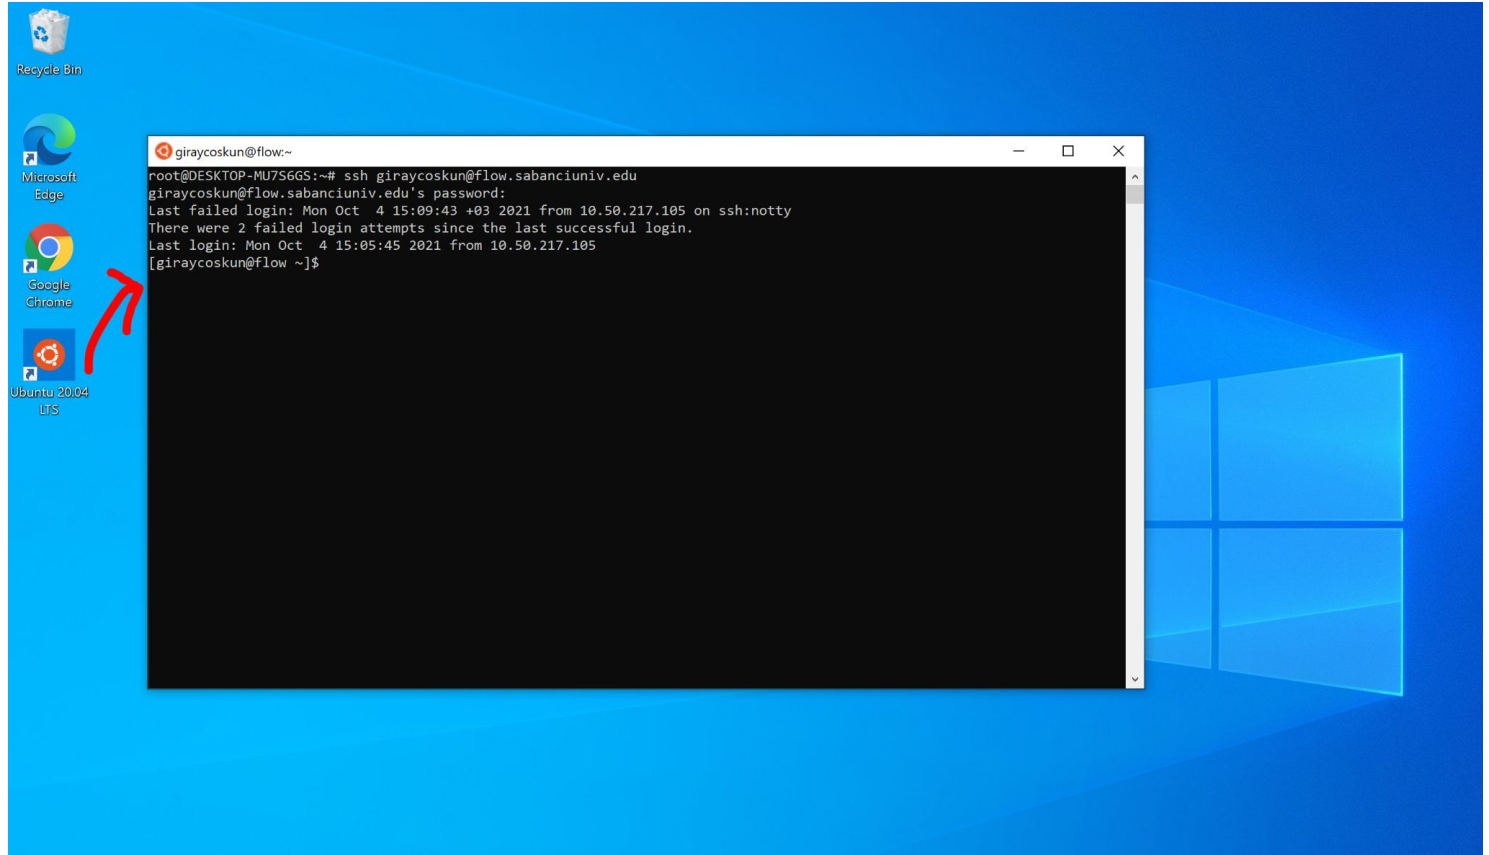 Recycle Bin
Microsoft
Edge
Google
Chrome
Ubuntu 20.04
LTS
giraycoskun@flow:~
root@DESKTOP-MU7S6GS:~# ssh giraycoskun@flow.sabanciuniv.edu
giraycoskun@flow.sabanciuniv.edu's password:
Last failed login: Mon Oct  4 15:09:43 +03 2021 from 10.50.217.105 on ssh:notty
There were 2 failed login attempts since the last successful login.
Last login: Mon Oct  4 15:05:45 2021 from 10.50.217.105
[giraycoskun@flow ~]$